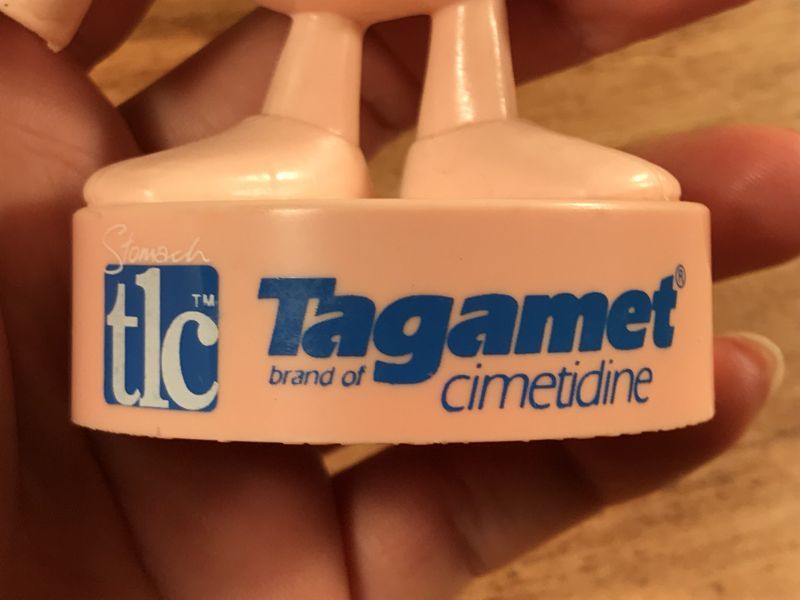 Stomach
tlc™
Tagamet®
brand of cimetidine